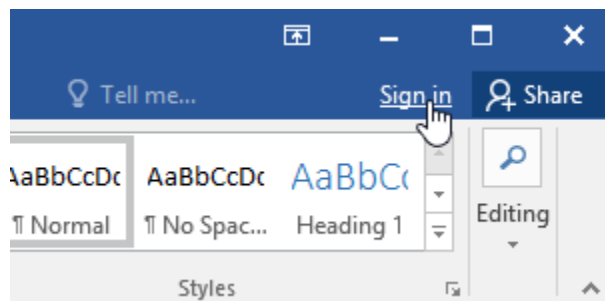 Tell me... Sign in Share
AaBbCcDc AaBbCcDc AaBbC
¶ Normal ¶ No Spac... Heading 1 Editing
Styles